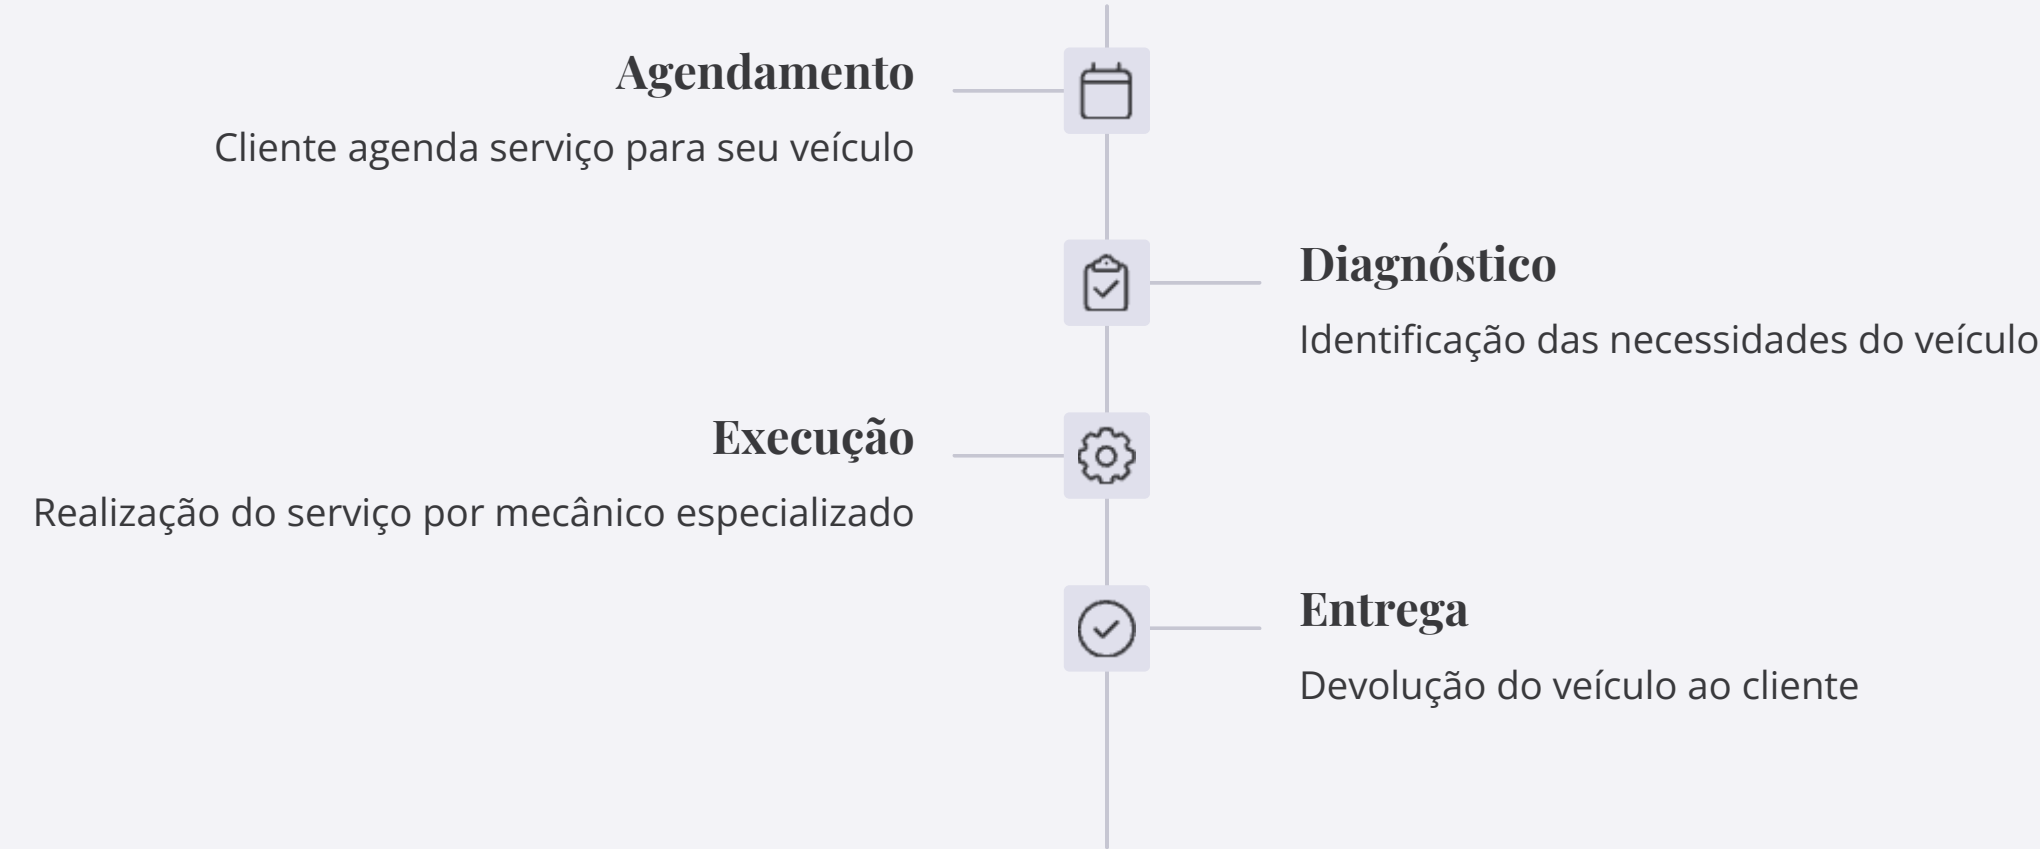 Agendamento
Cliente agenda serviço para seu veículo
Diagnóstico
Identificação das necessidades do veículo
Execução
Realização do serviço por mecânico especializado
Entrega
Devolução do veículo ao cliente